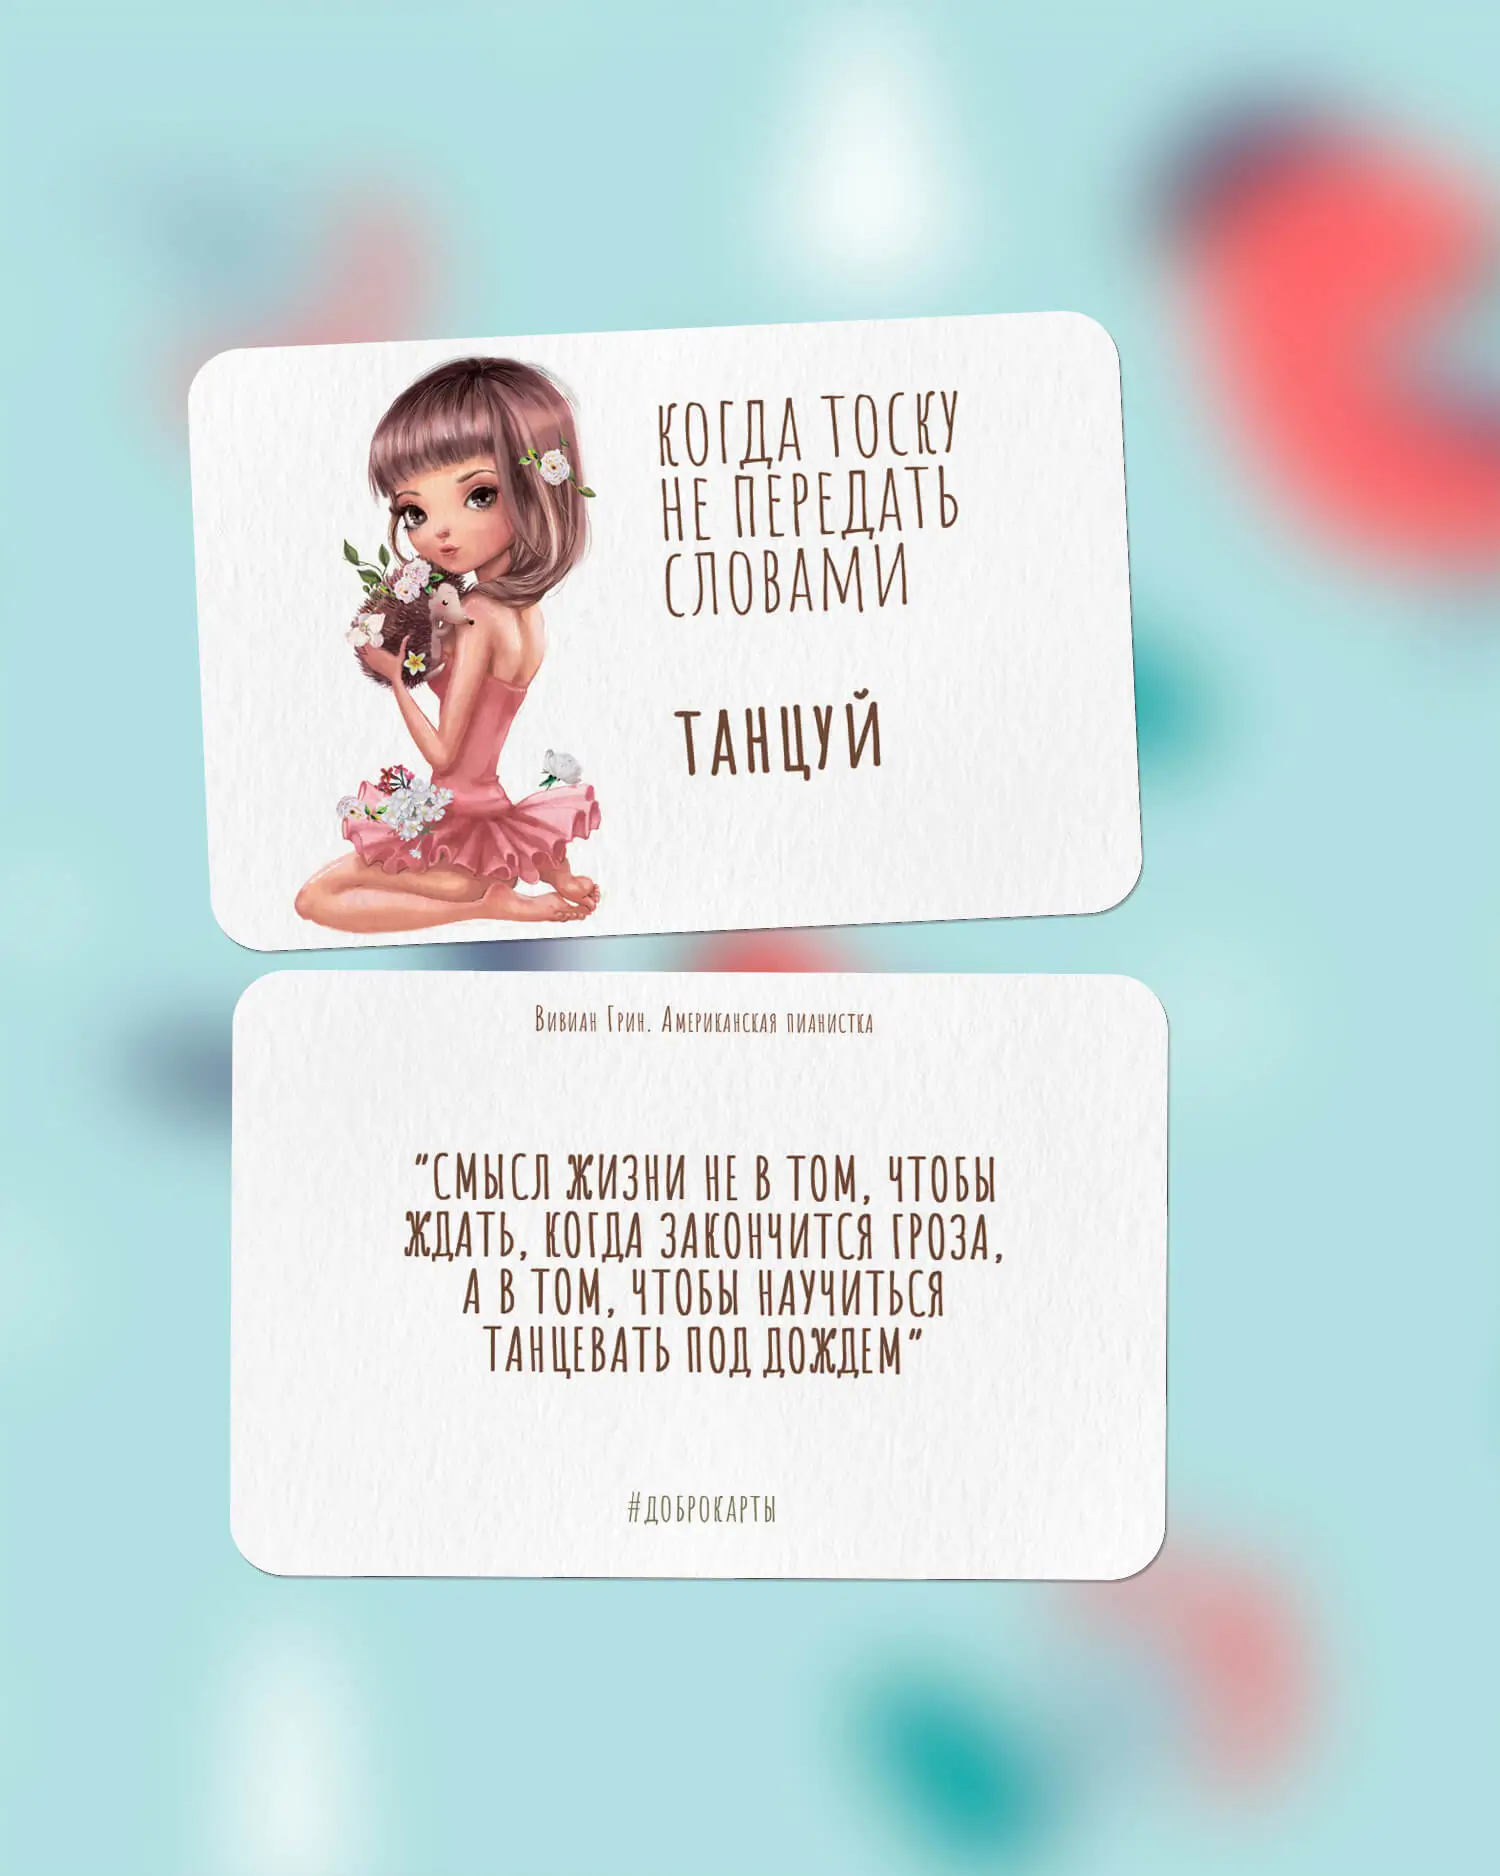 КОГДА ТОСКУ
НЕ ПЕРЕДАТЬ
СЛОВАМИ
ТАНЦУЙ
Вивиан Грин. Американская пианистка
"СМЫСЛ ЖИЗНИ НЕ В ТОМ, ЧТОБЫ
ЖДАТЬ, КОГДА ЗАКОНЧИТСЯ ГРОЗА,
А В ТОМ, ЧТОБЫ НАУЧИТЬСЯ
ТАНЦЕВАТЬ ПОД ДОЖДЕМ"
#ДОБРОКАРТЫ